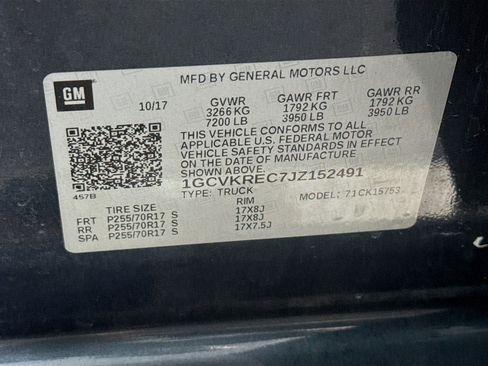 MFD BY GENERAL MOTORS LLC
GM
10/17 GVWR GAWR FRT GAWR RR
3266 KG 1792 KG 1792 KG
7200 LB 3950 LB 3950 LB
THIS VEHICLE CONFORMS TO ALL
APPLICABLE U.S. FEDERAL MOTOR
VEHICLE SAFETY STANDARDS IN EFFECT
ON THE DATE OF MANUFACTURE SHOWN ABOVE.
1GCVKREC7JZ152491
457B TYPE: TRUCK MODEL: 71CK15753
TIRE SIZE RIM
FRT P255/70R17 S 17X8J
RR P255/70R17 S 17X8J
SPA P255/70R17 S 17X7.5J